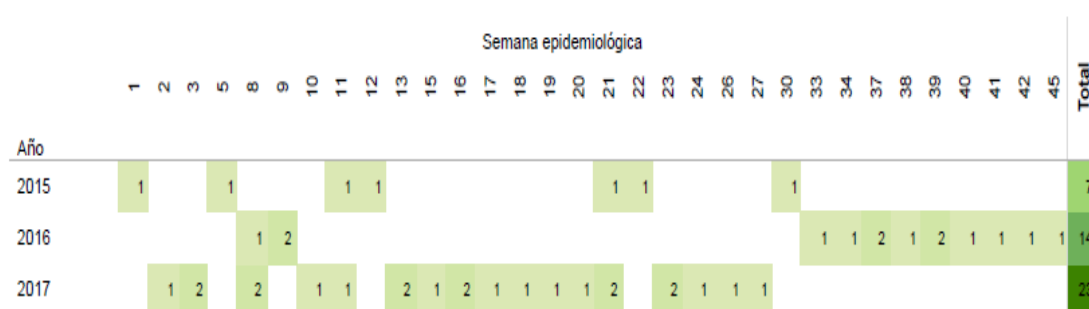 Semana epidemiológica
1 2 3 5 8 9 10 11 12 13 15 16 17 18 19 20 21 22 23 24 26 27 30 33 34 37 38 39 40 41 42 45 Total
Año
2015 1 1 1 1 1 1 1 7
2016 1 2 1 1 2 1 2 1 1 1 1 14
2017 1 2 2 1 1 2 1 2 1 1 1 1 2 2 1 1 1 23